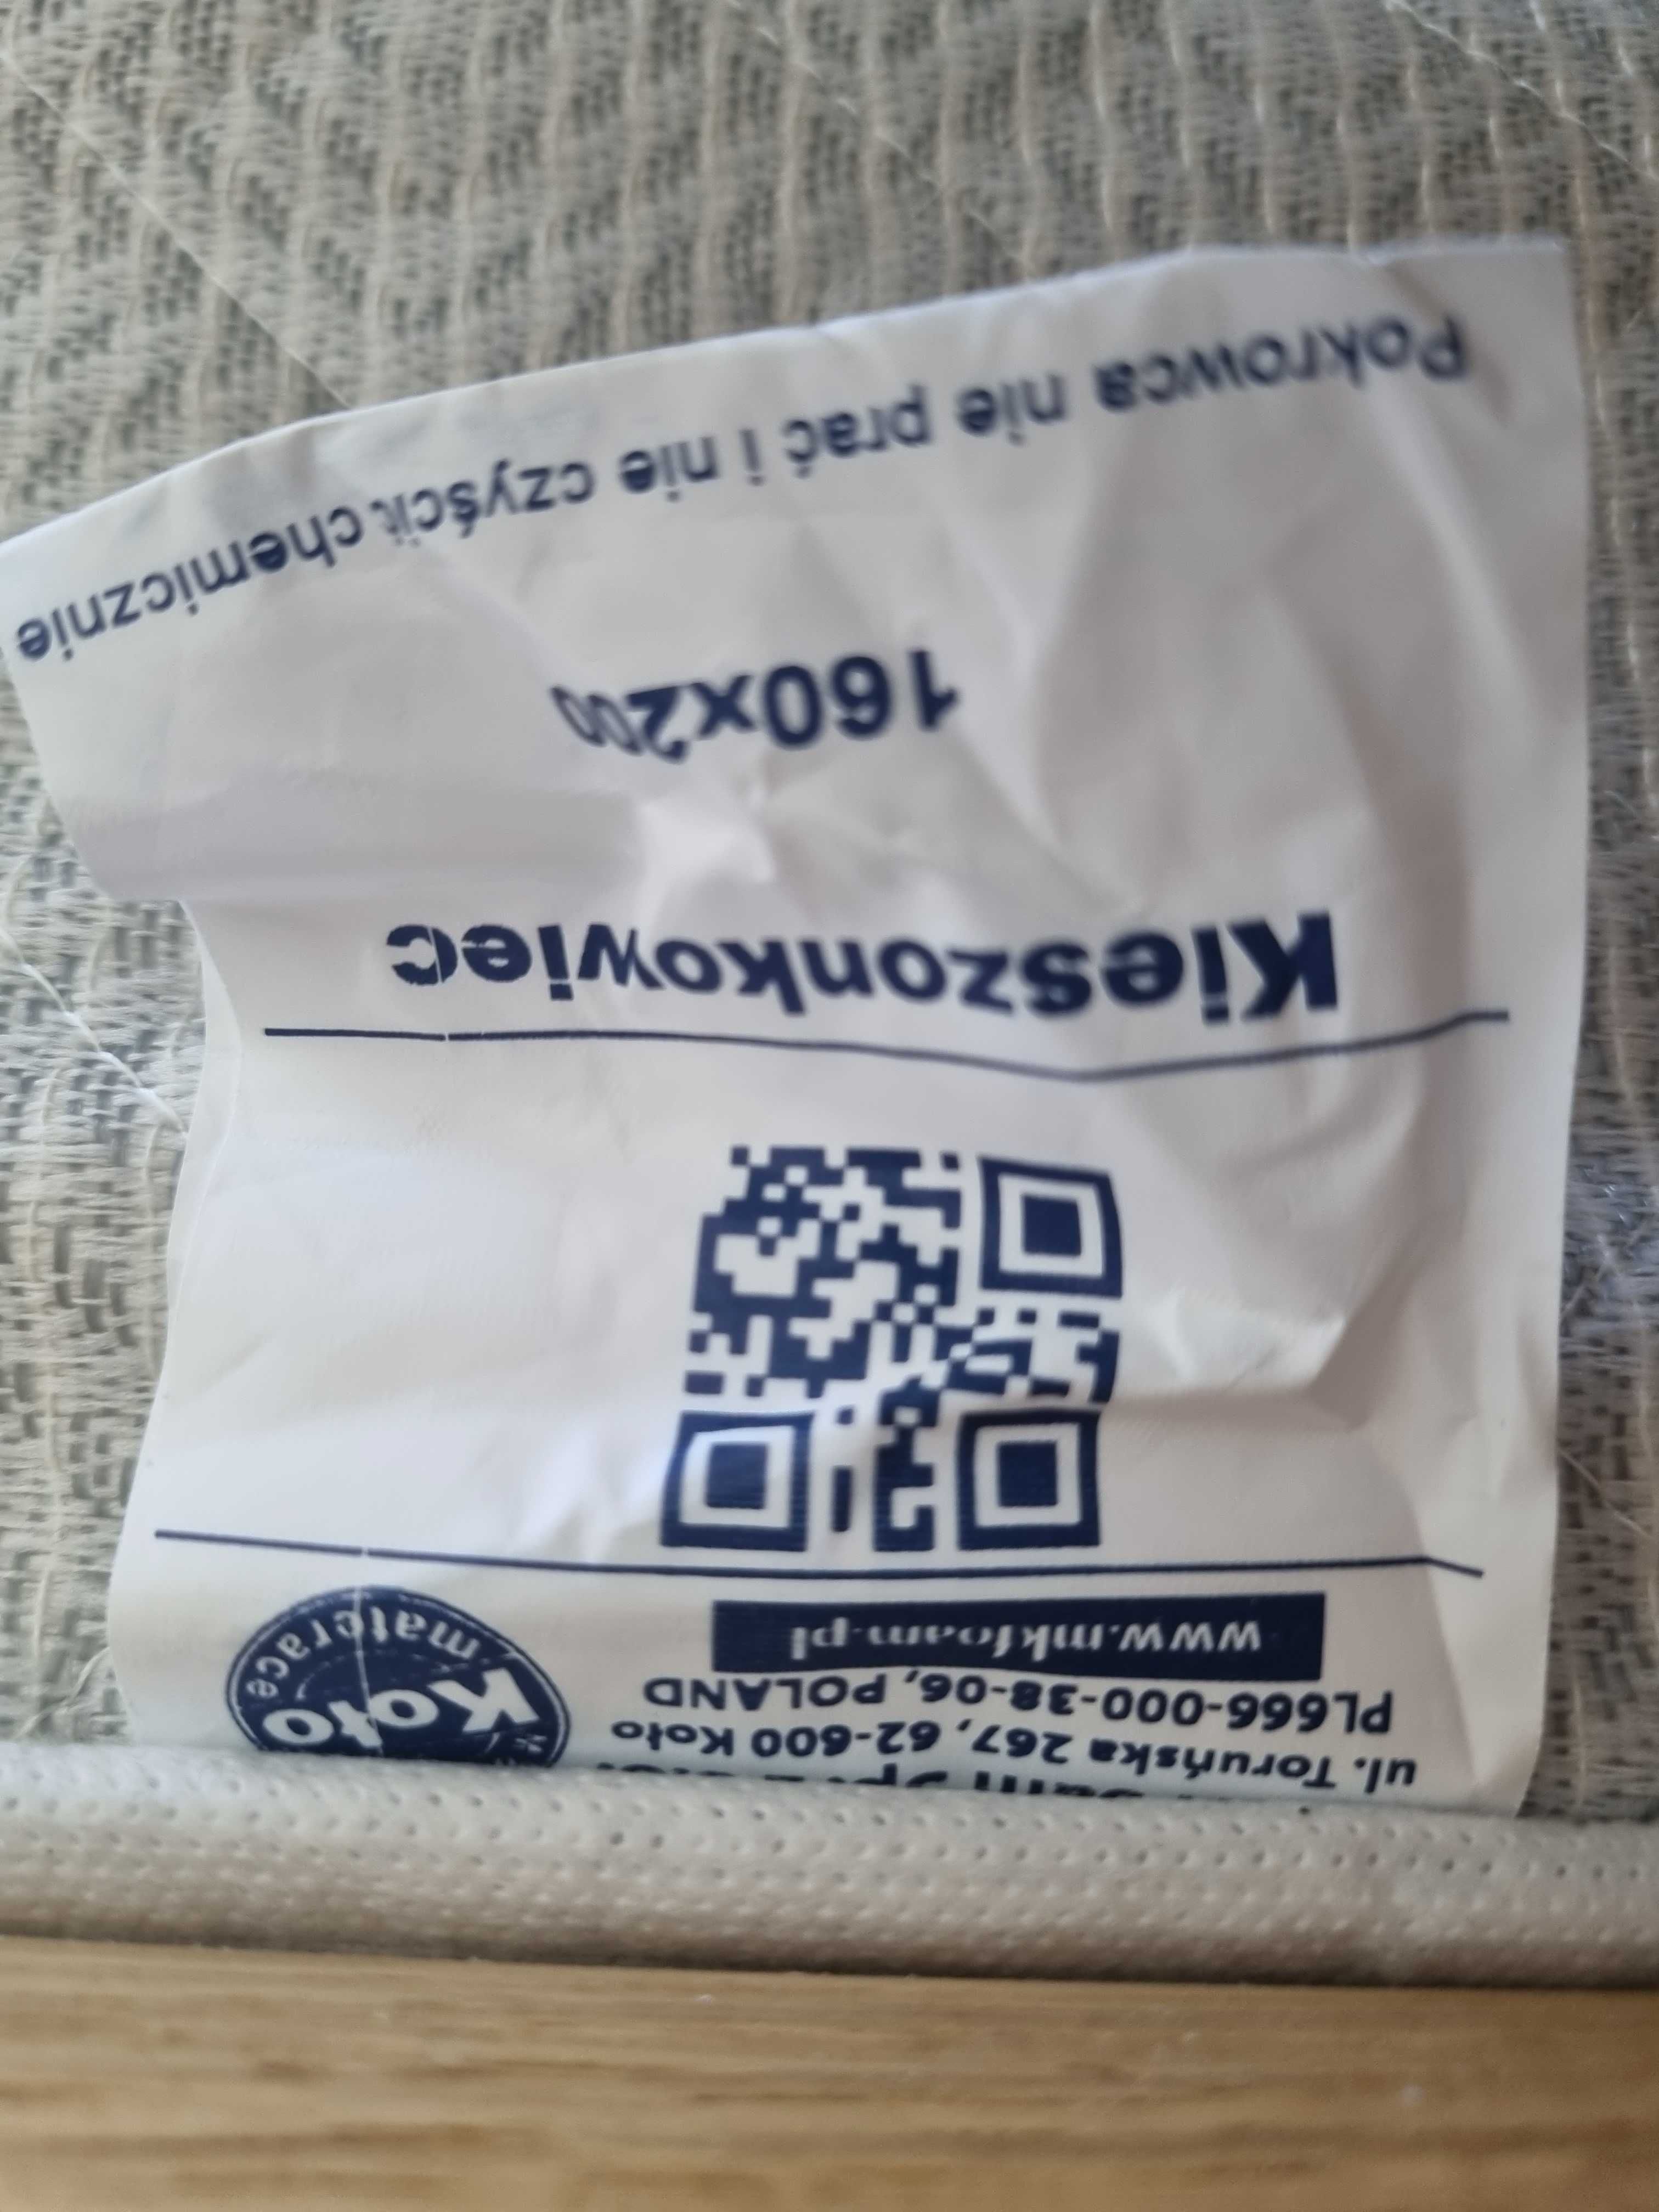 ul. Toruńska 267, 62-600 Koło
PL666-000-38-06, POLAND
www.mkfoam.pl
Koło
materace
Kieszonkowiec
160x200
Pokrowca nie prać i nie czyścić chemicznie